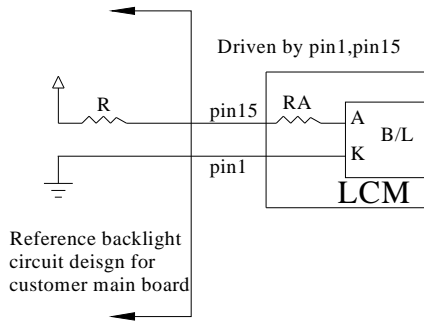 Driven by pin1,pin15
R
pin15
RA
A
B/L
K
pin1
LCM
Reference backlight
circuit deisgn for
customer main board